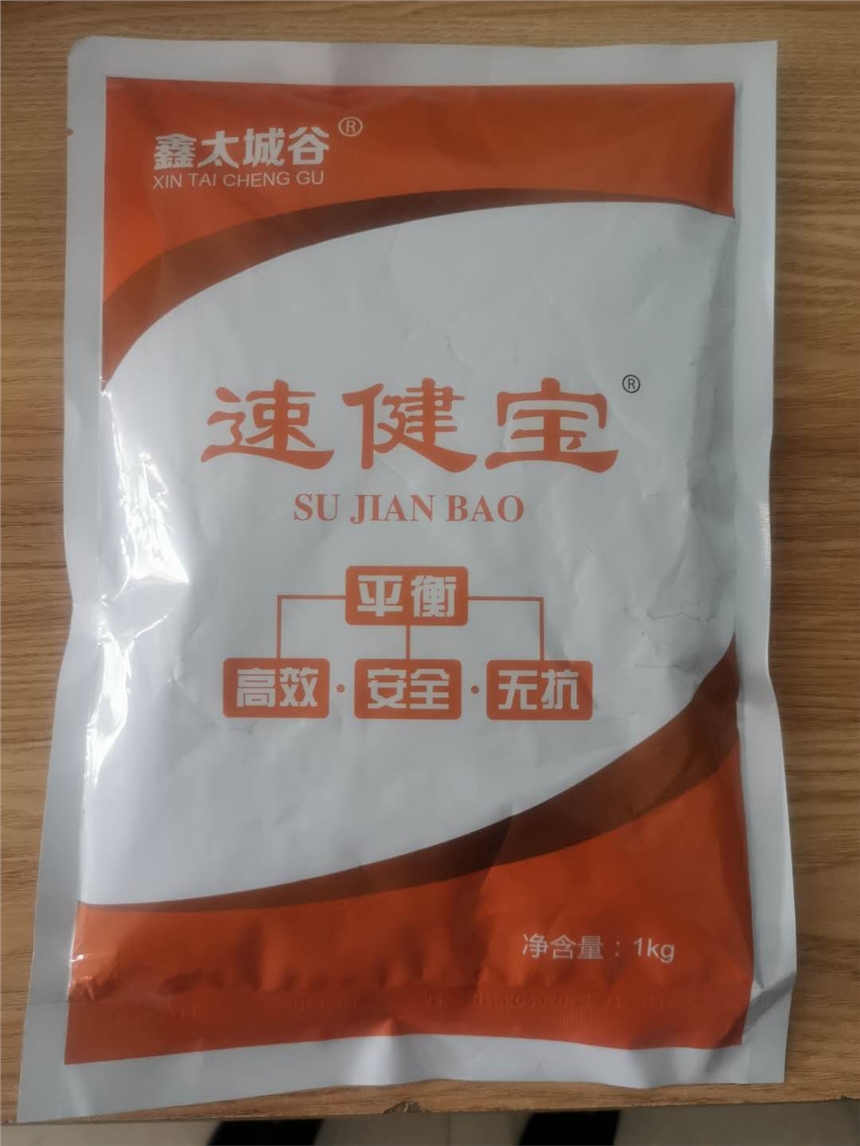 鑫太城谷®
XIN TAI CHENG GU
速健宝®
SU JIAN BAO
平衡
高效·安全·无抗
净含量：1kg